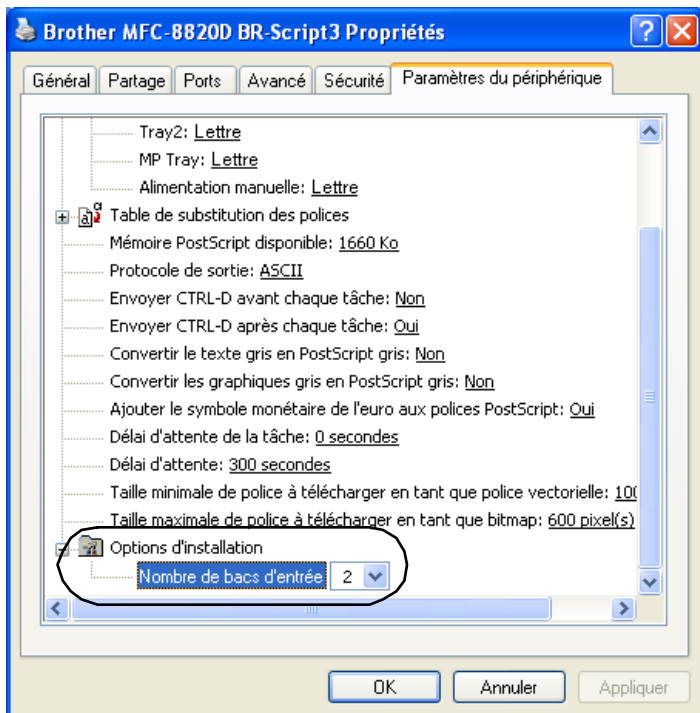 Brother MFC-8820D BR-Script3 Propriétés
Général Partage Ports Avancé Sécurité Paramètres du périphérique
Tray2: Lettre
MP Tray: Lettre
Alimentation manuelle: Lettre
Table de substitution des polices
Mémoire PostScript disponible: 1660 Ko
Protocole de sortie: ASCII
Envoyer CTRL-D avant chaque tâche: Non
Envoyer CTRL-D après chaque tâche: Oui
Convertir le texte gris en PostScript gris: Non
Convertir les graphiques gris en PostScript gris: Non
Ajouter le symbole monétaire de l'euro aux polices PostScript: Oui
Délai d'attente de la tâche: 0 secondes
Délai d'attente: 300 secondes
Taille minimale de police à télécharger en tant que police vectorielle:
Taille maximale de police à télécharger en tant que bitmap: 600 pixel(s)
Options d'installation
Nombre de bacs d'entrée 2
OK Annuler Appliquer